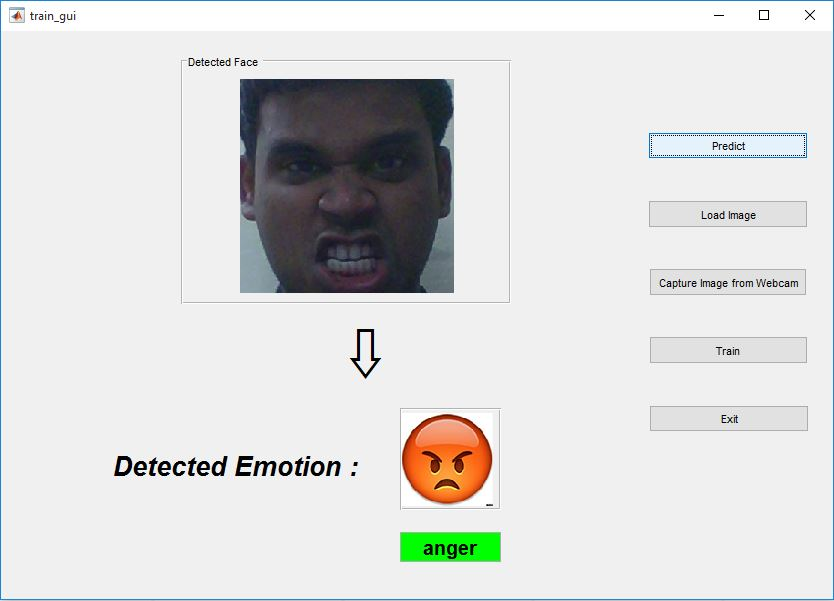 train_gui
Detected Face
Predict
Load Image
Capture Image from Webcam
Train
Exit
Detected Emotion :
anger